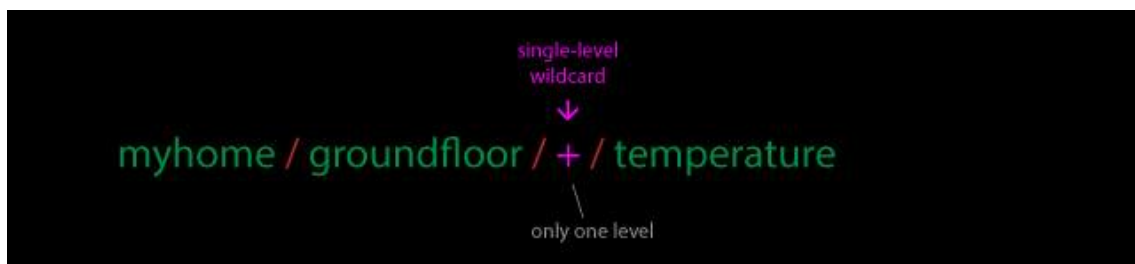 single-level
wildcard
myhome / groundfloor / + / temperature
only one level